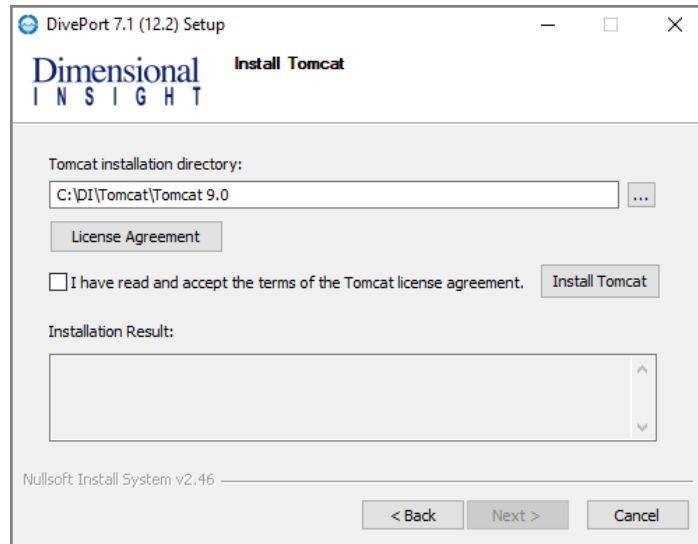 DivePort 7.1 (12.2) Setup
Dimensional
INSIGHT
Install Tomcat
Tomcat installation directory:
C:\DI\Tomcat\Tomcat 9.0
...
License Agreement
I have read and accept the terms of the Tomcat license agreement.
Install Tomcat
Installation Result:
Nullsoft Install System v2.46
< Back
Next >
Cancel